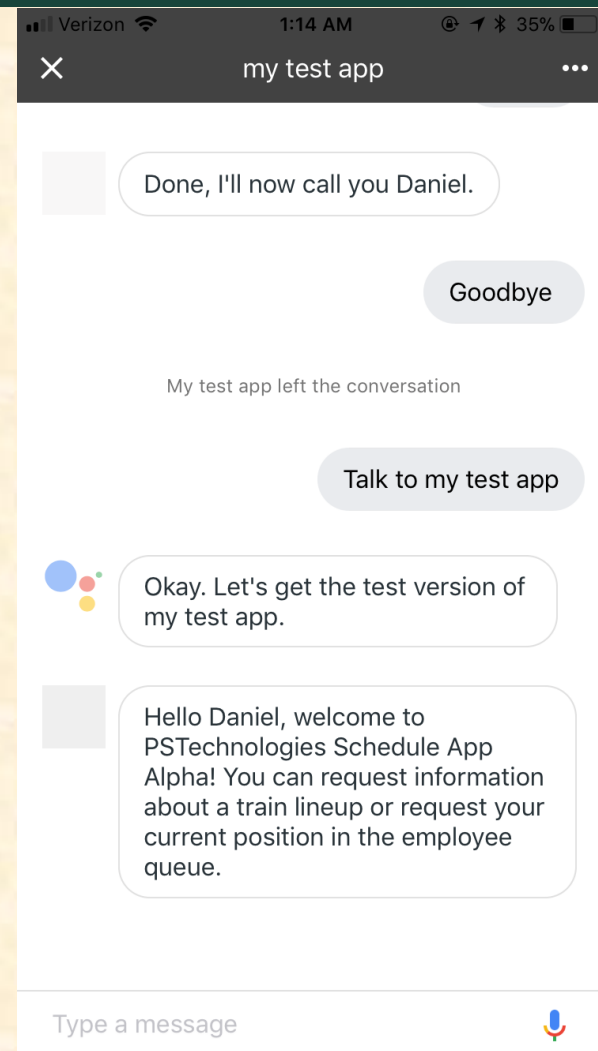 Verizon 1:14 AM 35%
my test app
Done, I'll now call you Daniel.
Goodbye
My test app left the conversation
Talk to my test app
Okay. Let's get the test version of
my test app.
Hello Daniel, welcome to
PSTechnologies Schedule App
Alpha! You can request information
about a train lineup or request your
current position in the employee
queue.
Type a message